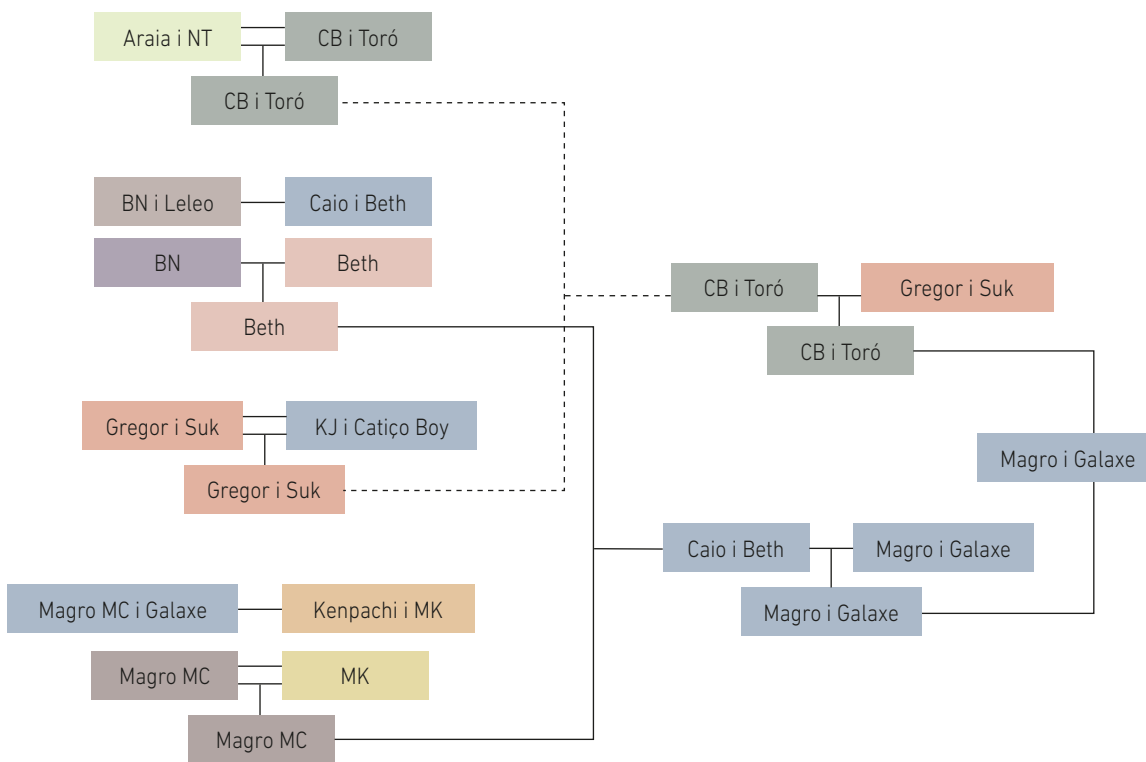 Araia i NT
CB i Toró
CB i Toró
BN i Leleo
Caio i Beth
BN
Beth
Beth
Gregor i Suk
KJ i Catiço Boy
Gregor i Suk
Magro MC i Galaxe
Kenpachi i MK
Magro MC
MK
Magro MC
CB i Toró
Gregor i Suk
CB i Toró
Caio i Beth
Magro i Galaxe
Magro i Galaxe
Magro i Galaxe